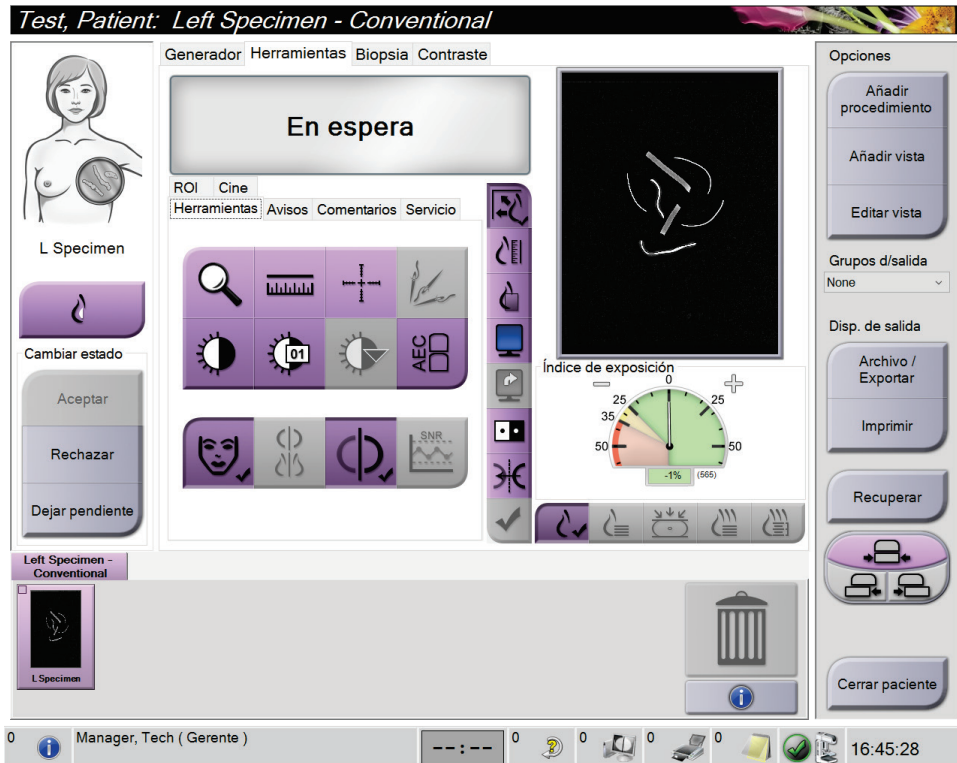 Test, Patient: Left Specimen - Conventional
Generador Herramientas Biopsia Contraste
Opciones
En espera
Añadir
procedimiento
Añadir vista
Editar vista
ROI Cine
Herramientas Avisos Comentarios Servicio
L Specimen
Grupos d/salida
None
01
AEC
Disp. de salida
Cambiar estado
Aceptar
Rechazar
Dejar pendiente
Índice de exposición
0
25 25
35
50 50
-1% (565)
Archivo /
Exportar
Imprimir
SNR
Recuperar
Left Specimen -
Conventional
L Specimen
Cerrar paciente
0 Manager, Tech ( Gerente ) --:-- 0 0 0 0 16:45:28